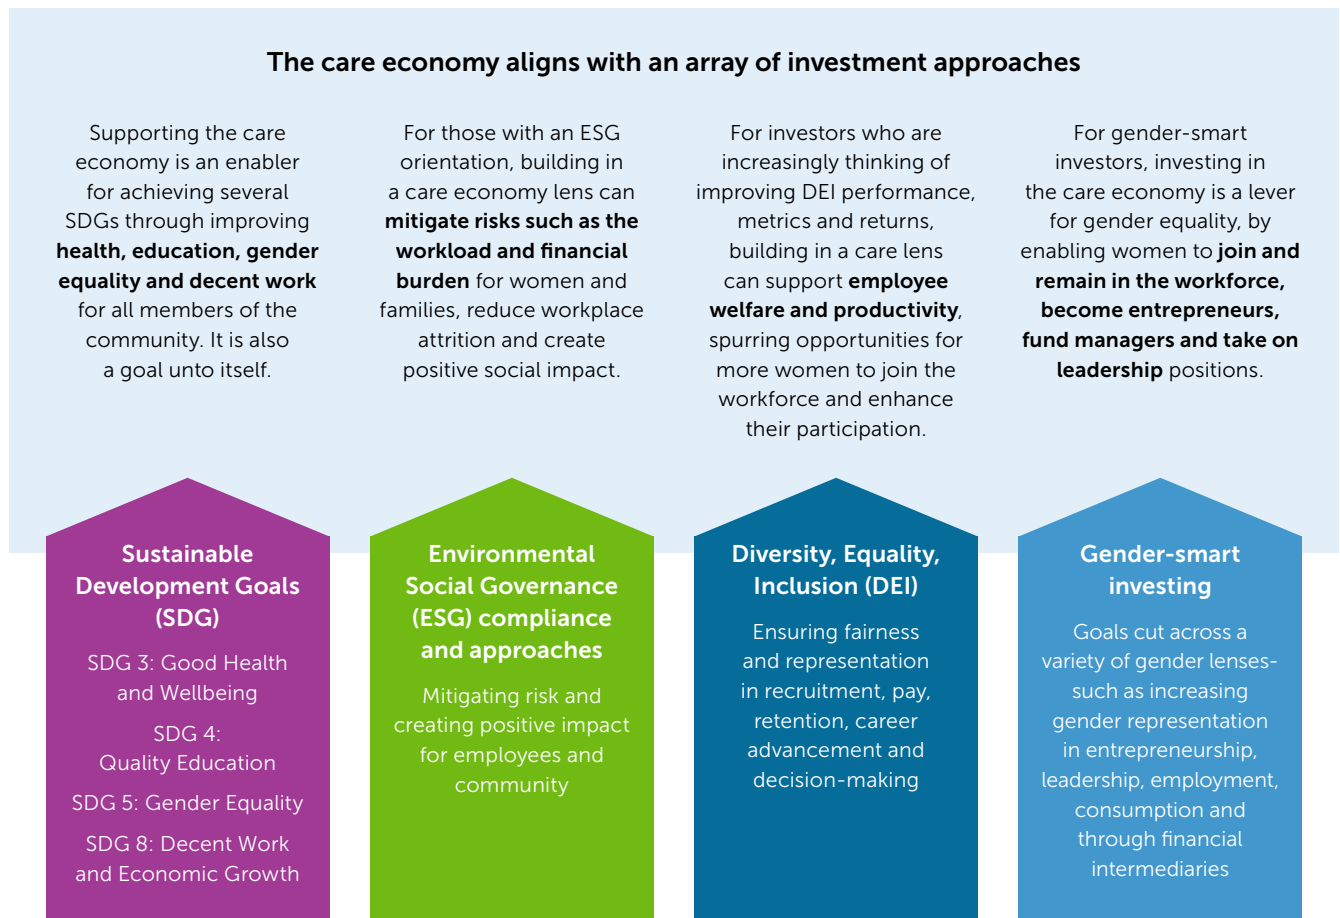 The care economy aligns with an array of investment approaches
Supporting the care
economy is an enabler
for achieving several
SDGs through improving
health, education, gender
equality and decent work
for all members of the
community. It is also
a goal unto itself.
For those with an ESG
orientation, building in
a care economy lens can
mitigate risks such as the
workload and financial
burden for women and
families, reduce workplace
attrition and create
positive social impact.
For investors who are
increasingly thinking of
improving DEI performance,
metrics and returns,
building in a care lens
can support employee
welfare and productivity,
spurring opportunities for
more women to join the
workforce and enhance
their participation.
For gender-smart
investors, investing in
the care economy is a lever
for gender equality, by
enabling women to join and
remain in the workforce,
become entrepreneurs,
fund managers and take on
leadership positions.
Sustainable
Development Goals
(SDG)
SDG 3: Good Health
and Wellbeing
SDG 4:
Quality Education
SDG 5: Gender Equality
SDG 8: Decent Work
and Economic Growth
Environmental
Social Governance
(ESG) compliance
and approaches
Mitigating risk and
creating positive impact
for employees and
community
Diversity, Equality,
Inclusion (DEI)
Ensuring fairness
and representation
in recruitment, pay,
retention, career
advancement and
decision-making
Gender-smart
investing
Goals cut across a
variety of gender lenses-
such as increasing
gender representation
in entrepreneurship,
leadership, employment,
consumption and
through financial
intermediaries